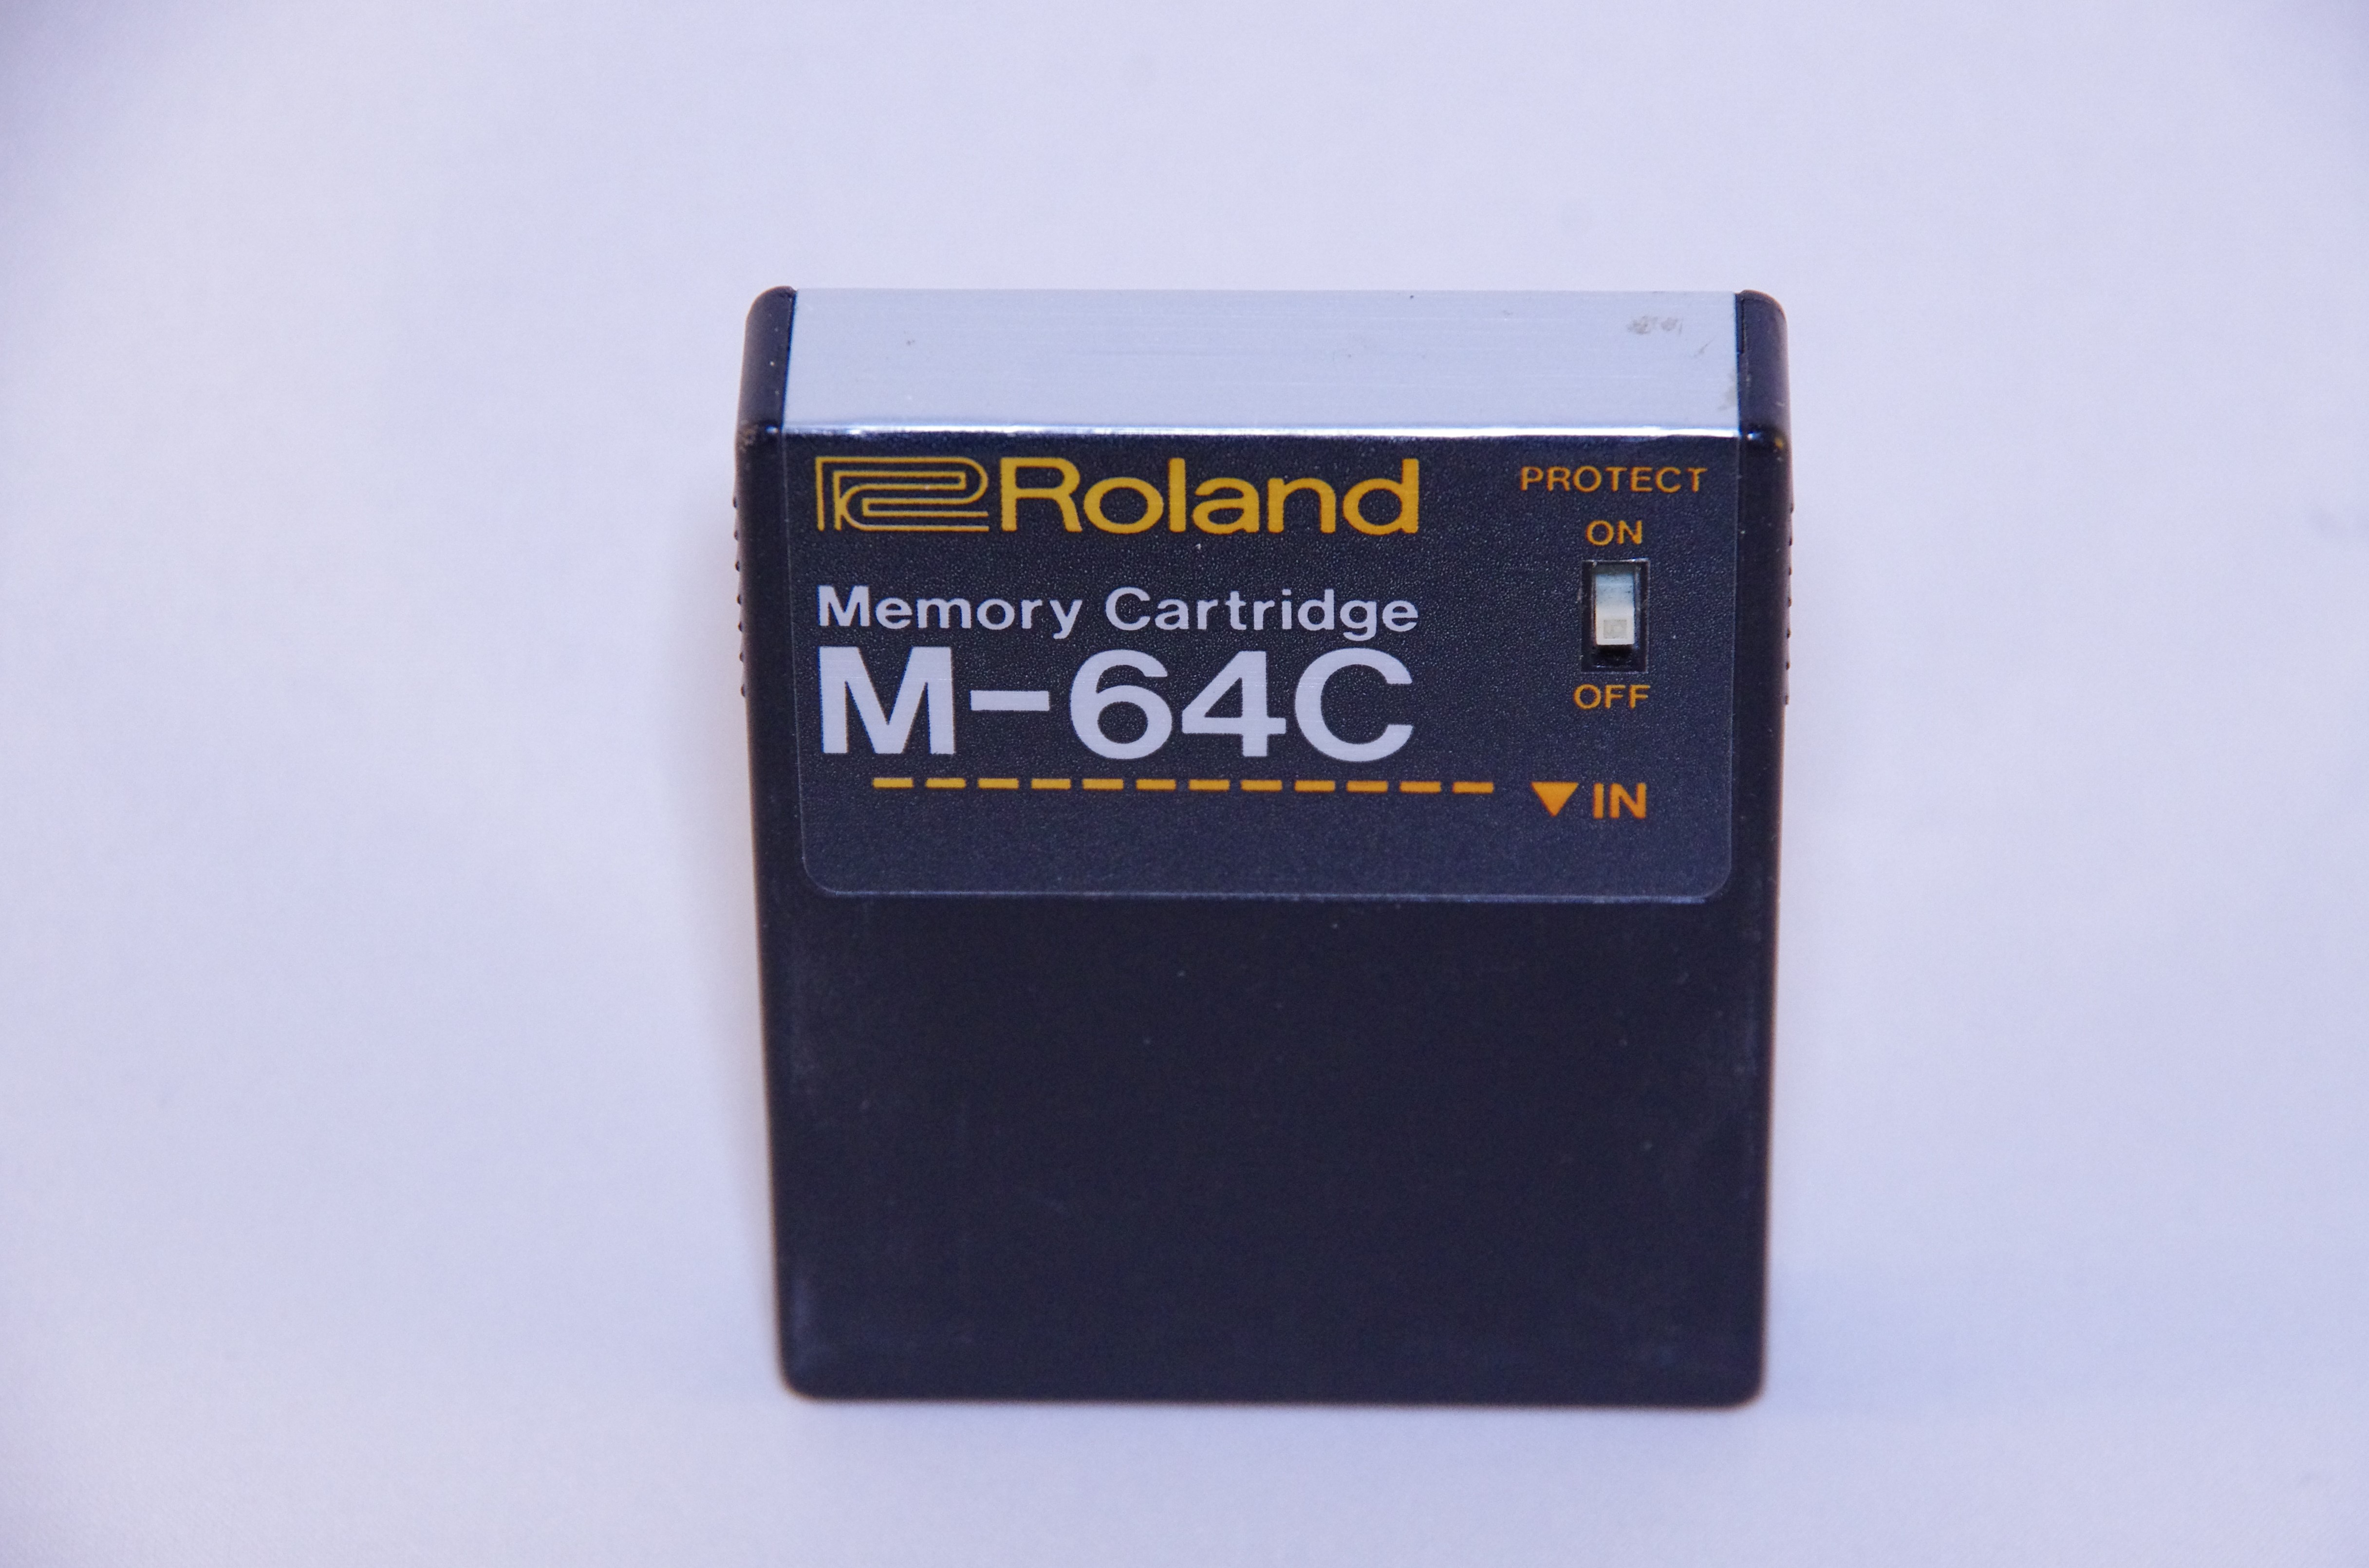 Roland
PROTECT
ON
Memory Cartridge
M-64C
OFF
IN